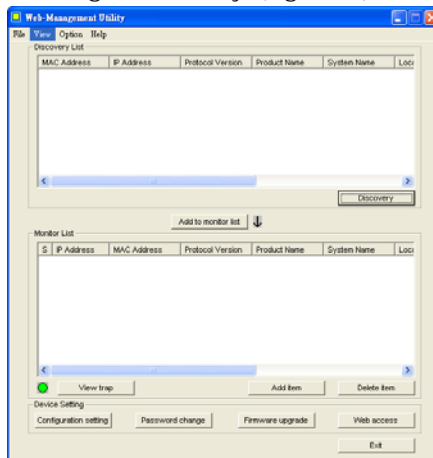 Web-Management Utility
File View Option Help
Discovery List
MAC Address IP Address Protocol Version Product Name System Name Loca
Discovery
Add to monitor list
Monitor List
S IP Address MAC Address Protocol Version Product Name System Name Loca
View trap Add item Delete item
Device Setting
Configuration setting Password change Firmware upgrade Web access
Exit